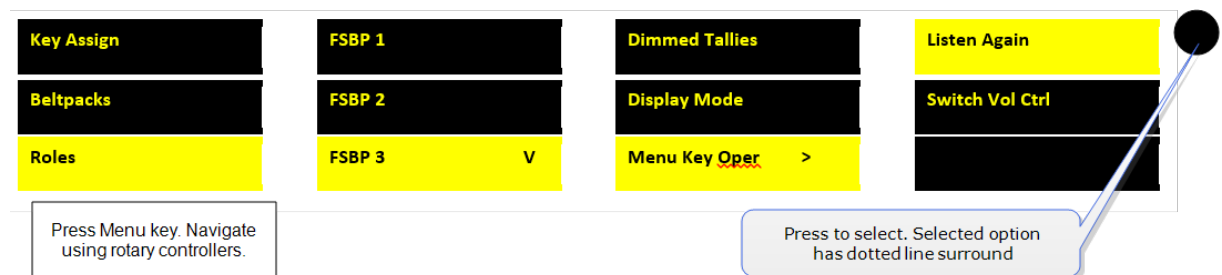 Key Assign
FSBP 1
Dimmed Tallies
Listen Again
Beltpacks
FSBP 2
Display Mode
Switch Vol Ctrl
Roles
FSBP 3 V
Menu Key Oper >
Press Menu key. Navigate
using rotary controllers.
Press to select. Selected option
has dotted line surround